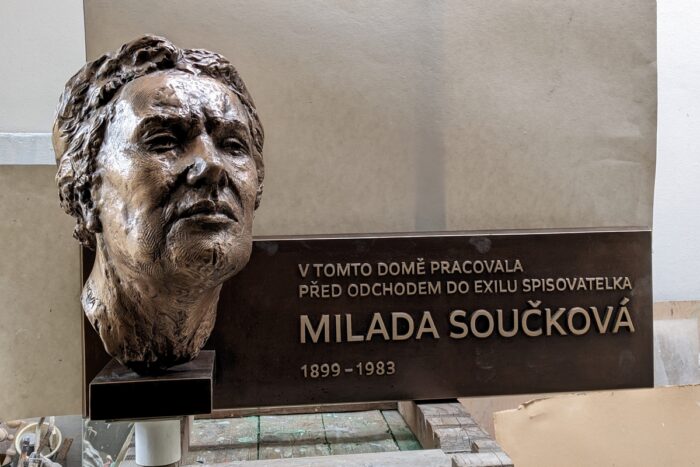 V TOMTO DOMĚ PRACOVALA
PŘED ODCHODEM DO EXILU SPISOVATELKA
MILADA SOUČKOVÁ
1899 – 1983